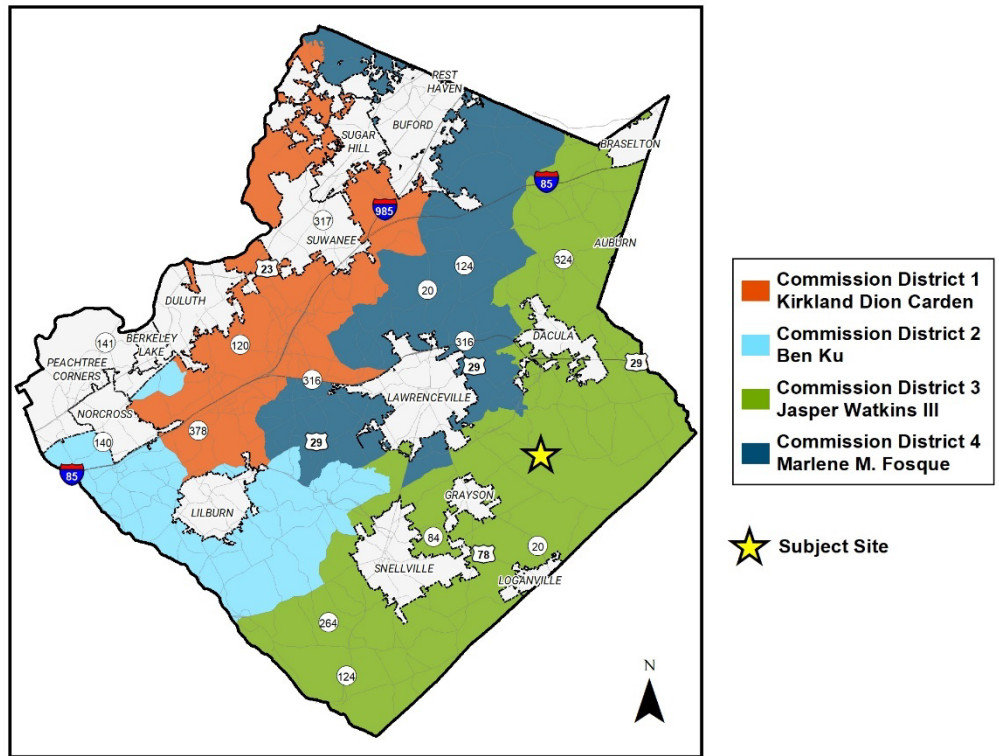 REST
HAVEN
BUFORD
SUGAR
HILL
BRASELTON
85
985
317
SUWANEE
AUBURN
324
23
124
20
DULUTH
141
BERKELEY
LAKE
PEACHTREE
CORNERS
120
316
DACULA
29
29
316
LAWRENCEVILLE
NORCROSS
378
140
29
85
LILBURN
GRAYSON
84
78
20
SNELLVILLE
LOGANVILLE
264
124
N
Commission District 1
Kirkland Dion Carden
Commission District 2
Ben Ku
Commission District 3
Jasper Watkins III
Commission District 4
Marlene M. Fosque
Subject Site